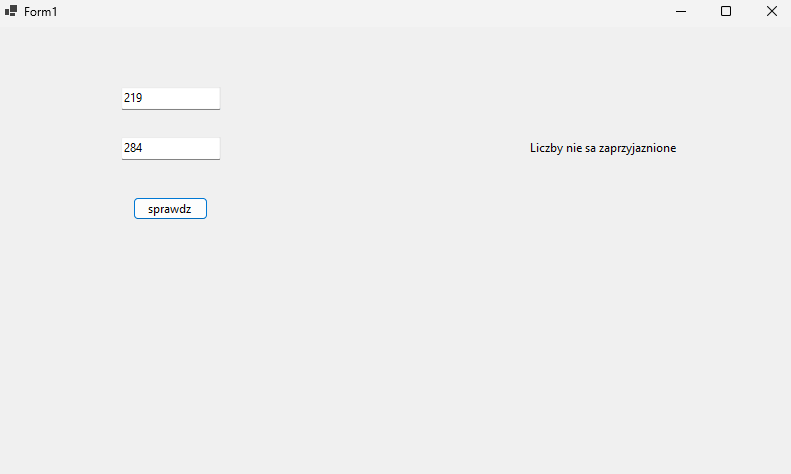 Form1
219
284
Liczby nie sa zaprzyjaznione
sprawdz